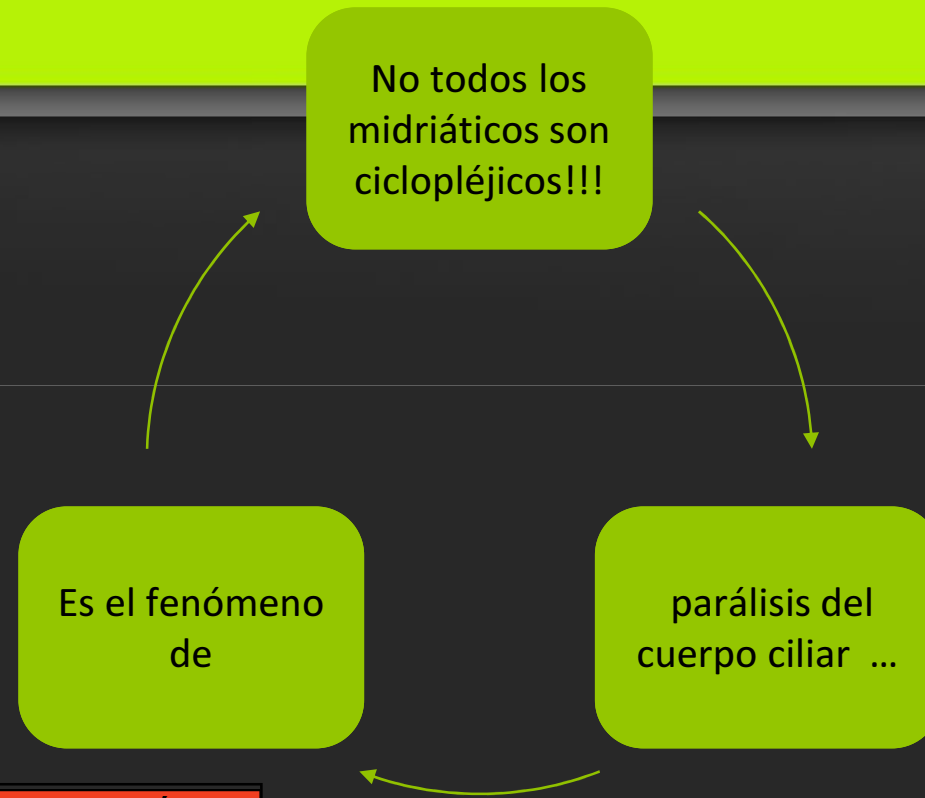 No todos los
midriáticos son
ciclopléjicos!!!
Es el fenómeno
de
parálisis del
cuerpo ciliar ...